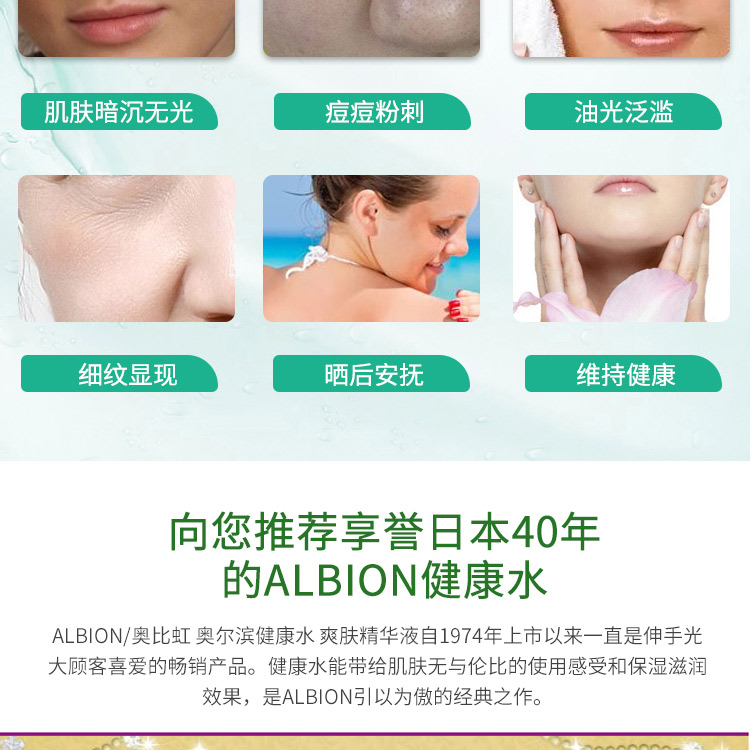 肌肤暗沉无光
痘痘粉刺
油光泛滥
细纹显现
晒后安抚
维持健康
向您推荐享誉日本40年
的ALBION健康水
ALBION/奥比虹 奥尔滨健康水 爽肤精华液自1974年上市以来一直是伸手光
大顾客喜爱的畅销产品。健康水能带给肌肤无与伦比的使用感受和保湿滋润
效果，是ALBION引以为傲的经典之作。